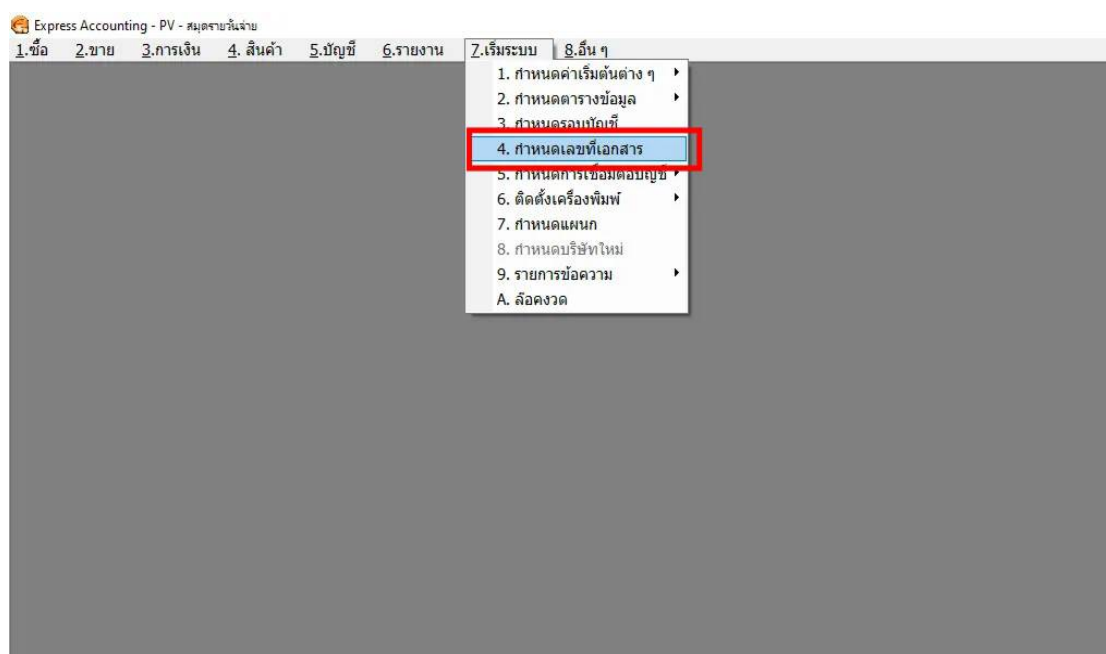 Express Accounting - PV - สมุดรายวันจ่าย
1.ซื้อ 2.ขาย 3.การเงิน 4. สินค้า 5.บัญชี 6.รายงาน 7.เริ่มระบบ 8.อื่น ๆ
1. กำหนดค่าเริ่มต้นต่าง ๆ
2. กำหนดตารางข้อมูล
3. กำหนดรอบบัญชี
4. กำหนดเลขที่เอกสาร
5. กำหนดการเชื่อมต่อบัญชี
6. ติดตั้งเครื่องพิมพ์
7. กำหนดแผนก
8. กำหนดบริษัทใหม่
9. รายการข้อความ
A. ล๊อคงวด